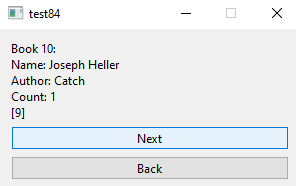 test84
Book 10:
Name: Joseph Heller
Author: Catch
Count: 1
[9]
Next
Back